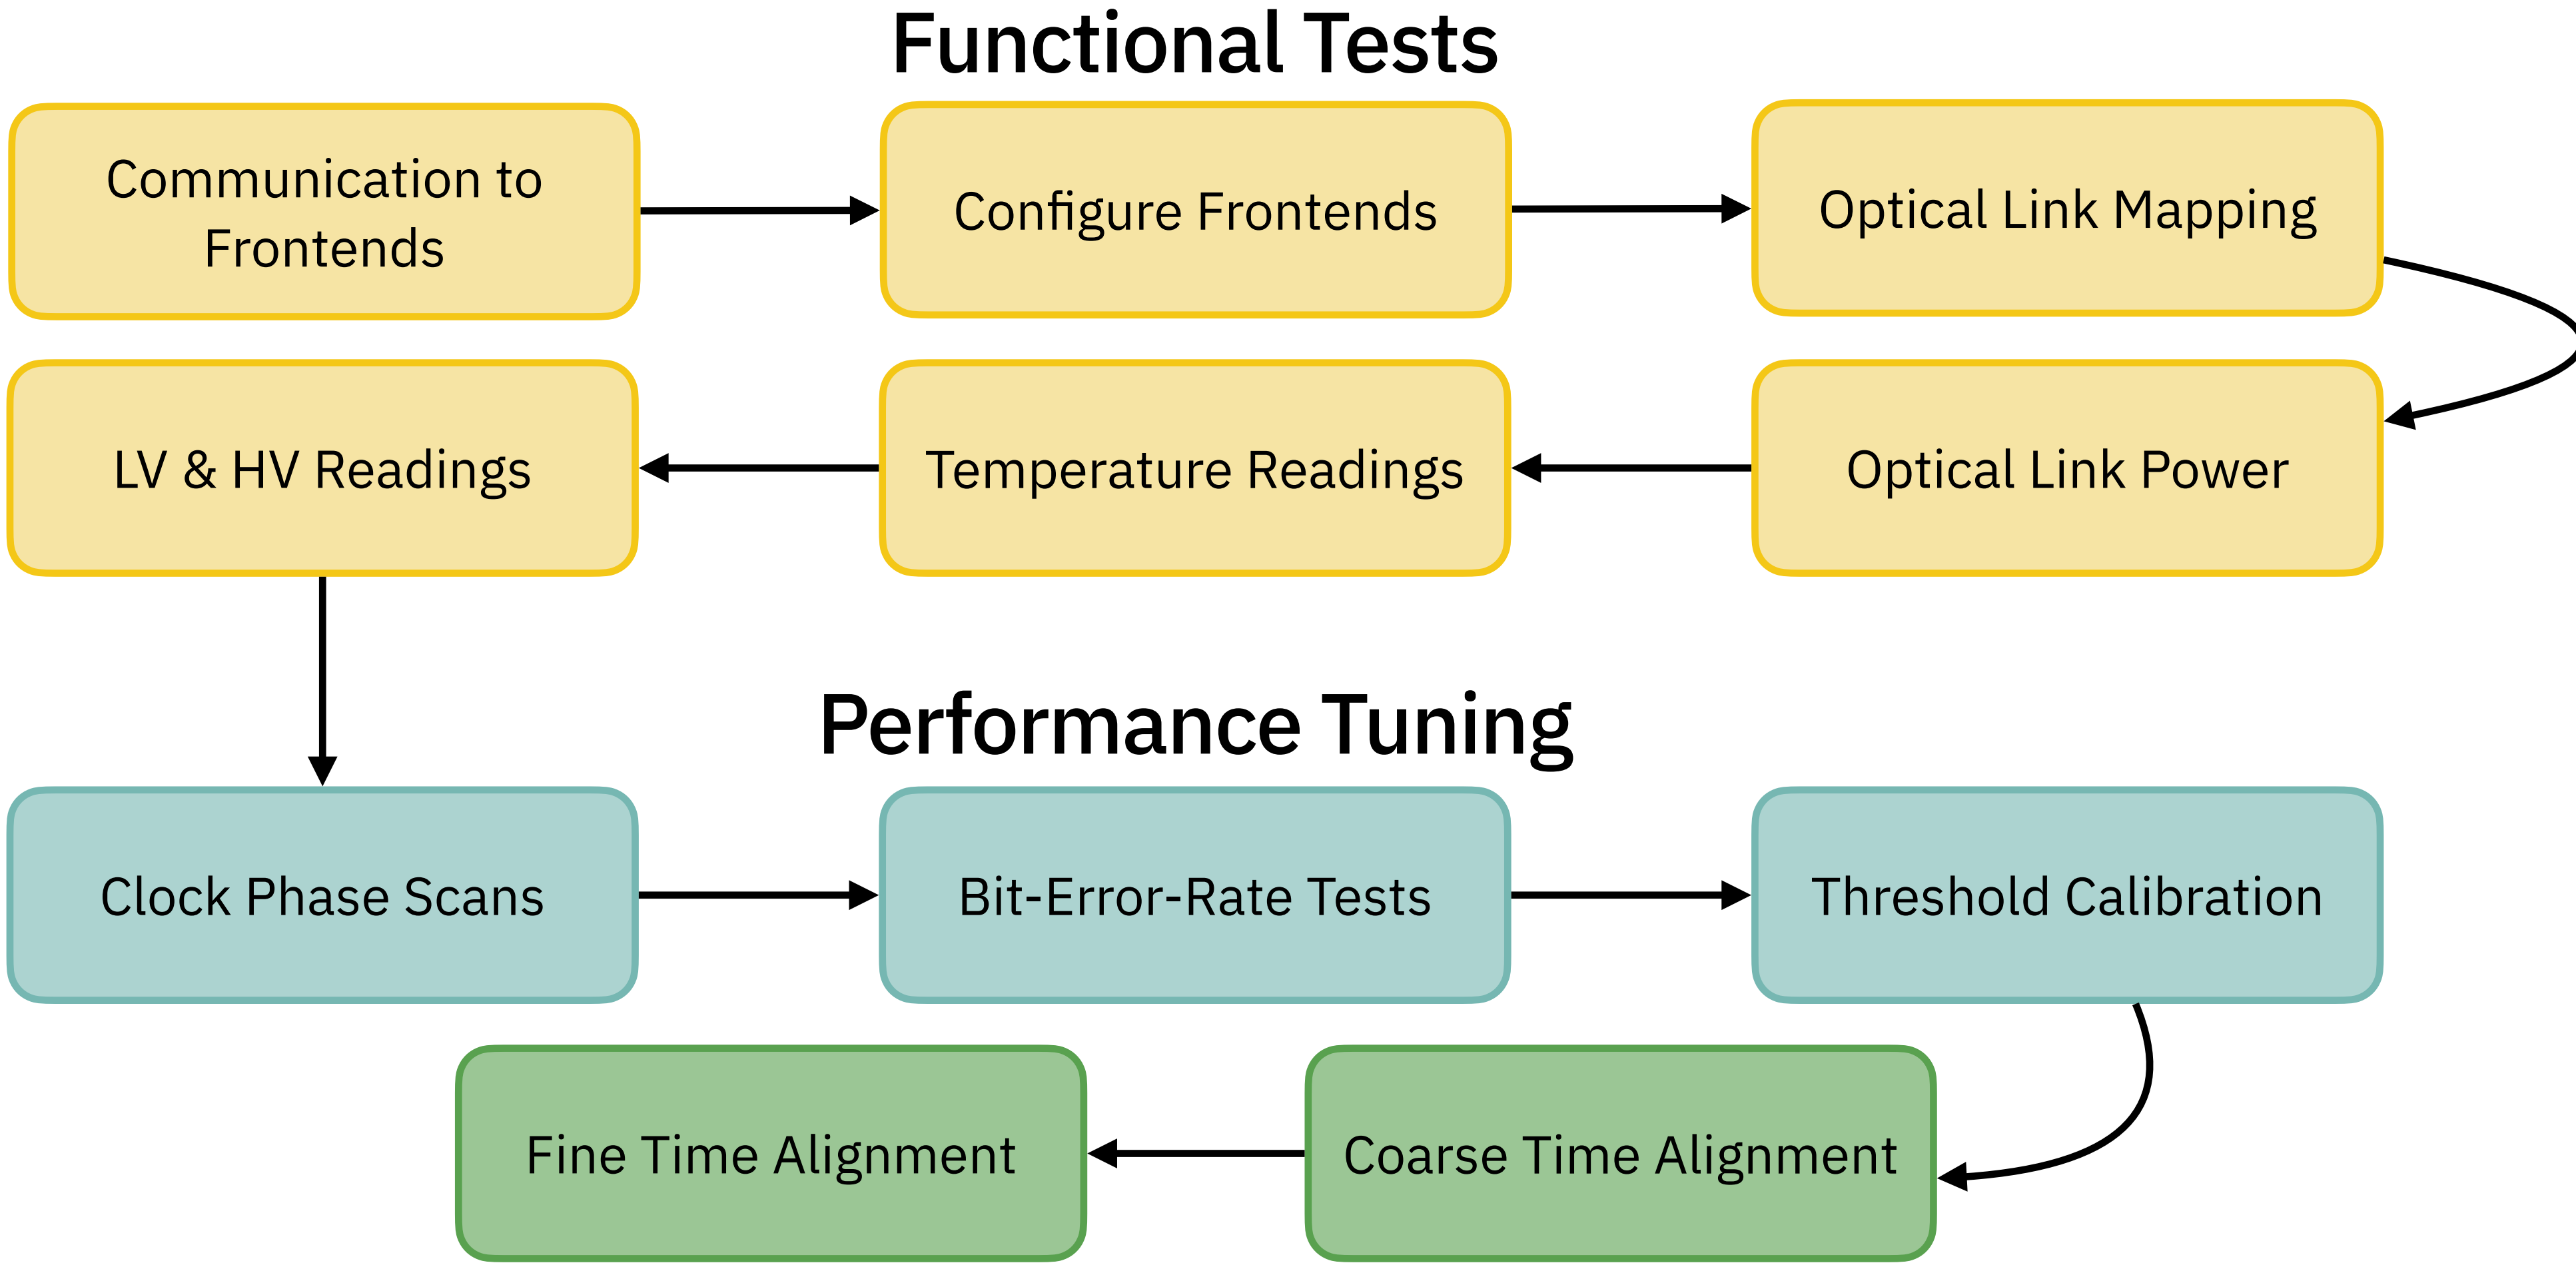 Functional Tests
Communication to
Frontends
Configure Frontends
Optical Link Mapping
LV & HV Readings
Temperature Readings
Optical Link Power
Performance Tuning
Clock Phase Scans
Bit-Error-Rate Tests
Threshold Calibration
Fine Time Alignment
Coarse Time Alignment